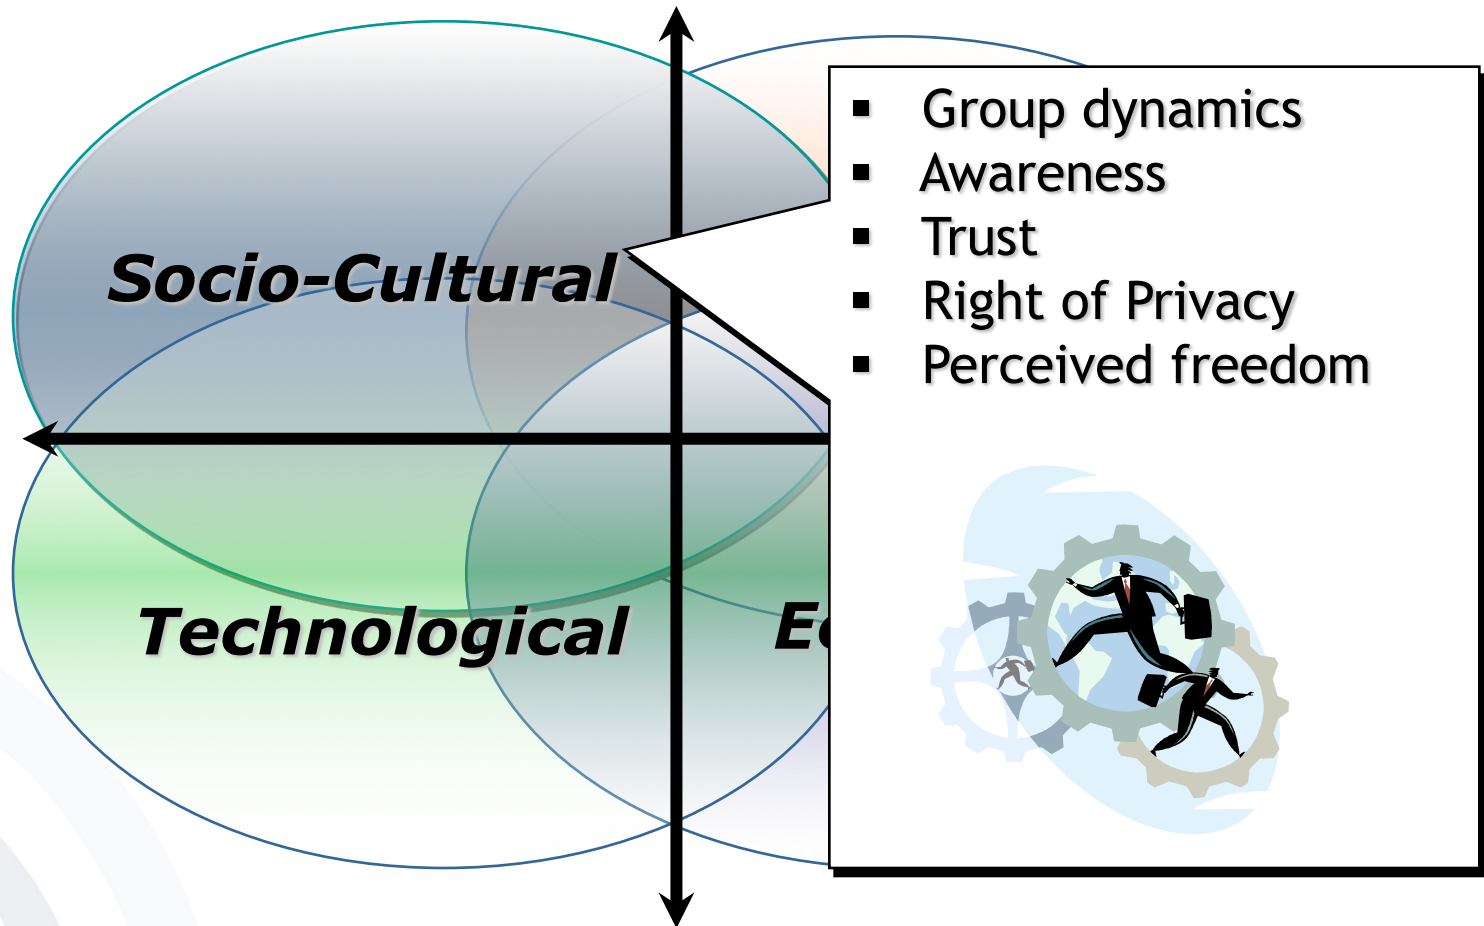 Group dynamics
Awareness
Trust
Right of Privacy
Perceived freedom
Socio-Cultural
Technological